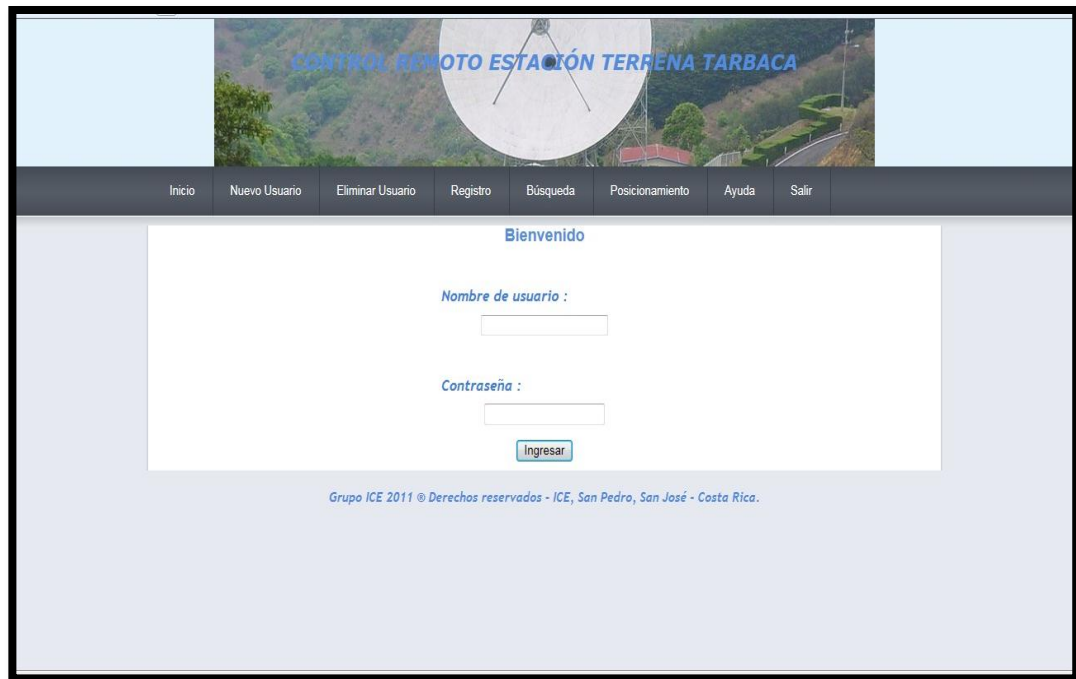 CONTROL REMOTO ESTACIÓN TERRENA TARBACA
Inicio Nuevo Usuario Eliminar Usuario Registro Búsqueda Posicionamiento Ayuda Salir
Bienvenido
Nombre de usuario :
Contraseña :
Ingresar
Grupo ICE 2011 ® Derechos reservados - ICE, San Pedro, San José - Costa Rica.